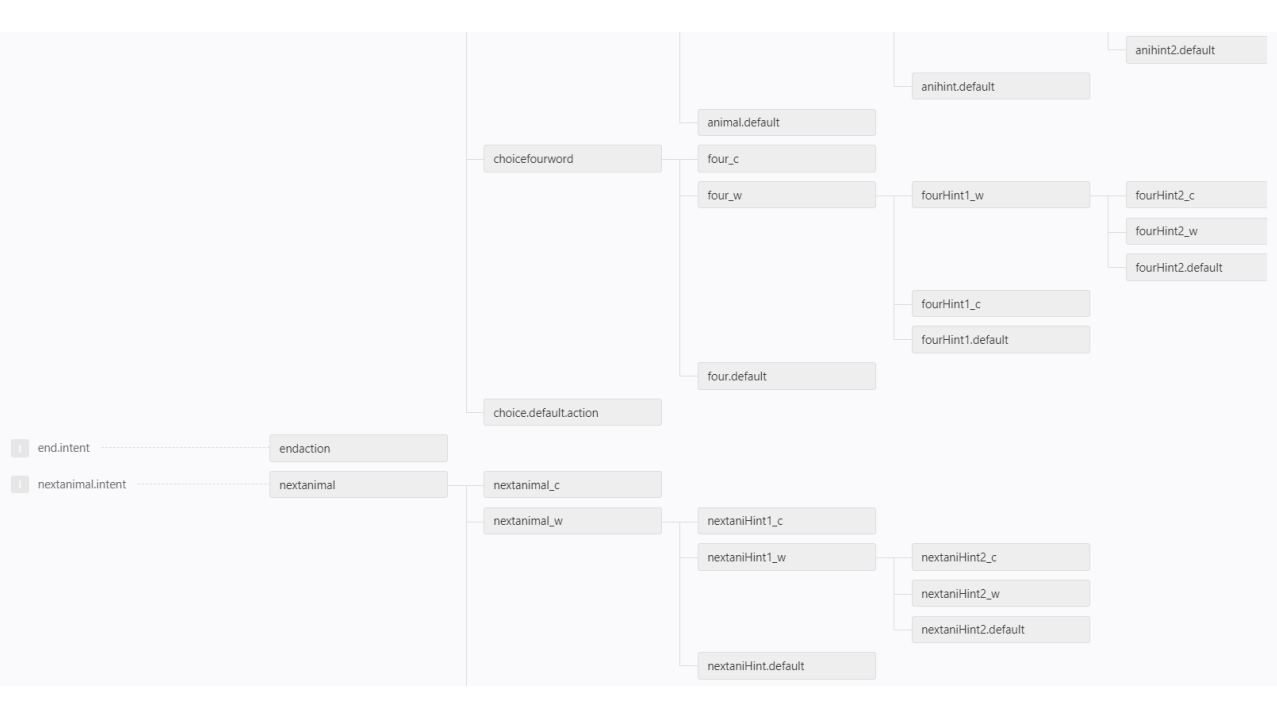 anihint2.default
anihint.default
animal.default
choicefourword
four_c
four_w
fourHint1_w
fourHint2_c
fourHint2_w
fourHint2.default
fourHint1_c
fourHint1.default
four.default
choice.default.action
I end.intent
endaction
I nextanimal.intent
nextanimal
nextanimal_c
nextanimal_w
nextaniHint1_c
nextaniHint1_w
nextaniHint2_c
nextaniHint2_w
nextaniHint2.default
nextaniHint.default